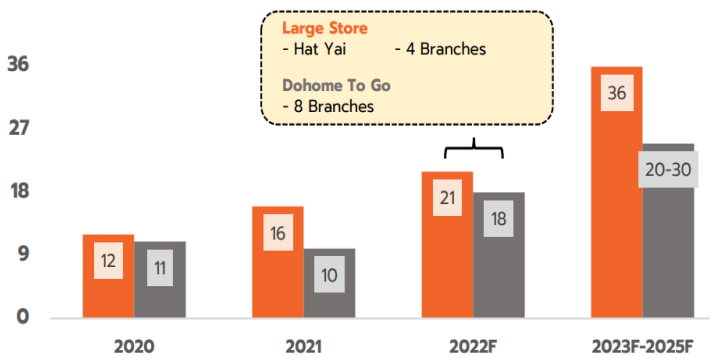 Large Store
- Hat Yai - 4 Branches
Dohome To Go
- 8 Branches
36
27
18
9
0
12
11
16
10
21
18
36
20-30
2020
2021
2022F
2023F-2025F